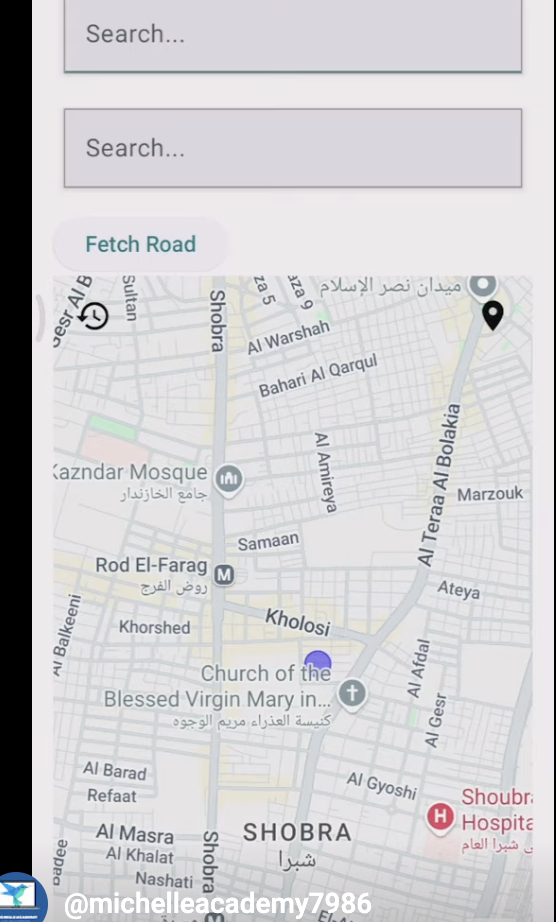 Search...
Search...
Fetch Road
Sultan
aza 5
aza 9
ميدان نصر الإسلام
Gesr Al B
Shobra
Al Warshah
Bahari Al Qarqul
Al Teraa Al Bolakia
Al Amireya
Kazndar Mosque
جامع الخازندار
Marzouk
Samaan
Rod El-Farag
M
روض الفرج
Ateya
Al Balkeeni
Khorshed
Kholosi
Al Afdal
Church of the
Blessed Virgin Mary in...
كنيسة العذراء مريم الوجوه
Al Gesr
Al Barad
Refaat
Al Gyoshi
H
Shoubra
Hospita
ى شبرا العام
Al Masra
Al Khalat
Nashati
Shobra
SHOBRA
شبرا
Badee
M
El-A
@michelleacademy7986